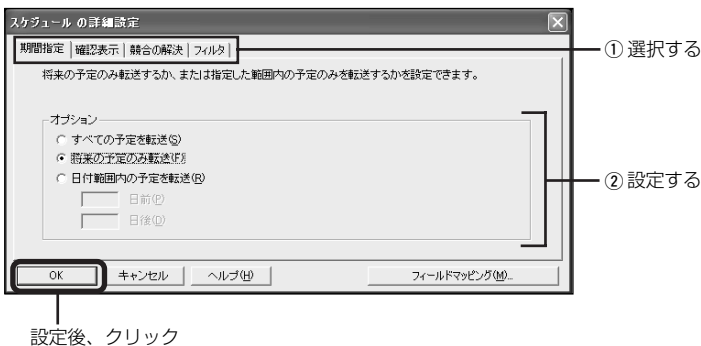 スケジュール の詳細設定
期間指定 確認表示 競合の解決 フィルタ
① 選択する
将来の予定のみ転送するか、または指定した範囲内の予定のみを転送するかを設定できます。
オプション
すべての予定を転送(S)
将来の予定のみ転送(F)
日付範囲内の予定を転送(R)
日前(P)
日後(D)
② 設定する
OK キャンセル ヘルプ(H) フィールドマッピング(M)...
設定後、クリック